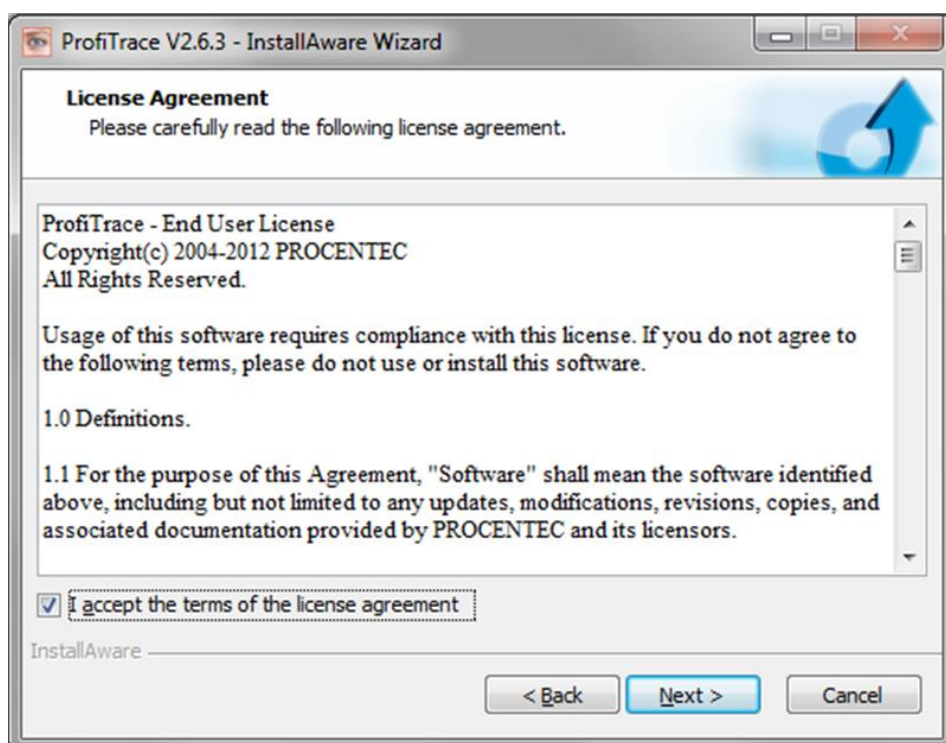 ProfiTrace V2.6.3 - InstallAware Wizard
License Agreement
Please carefully read the following license agreement.
ProfiTrace - End User License
Copyright(c) 2004-2012 PROCENTEC
All Rights Reserved.
Usage of this software requires compliance with this license. If you do not agree to
the following terms, please do not use or install this software.
1.0 Definitions.
1.1 For the purpose of this Agreement, "Software" shall mean the software identified
above, including but not limited to any updates, modifications, revisions, copies, and
associated documentation provided by PROCENTEC and its licensors.
I accept the terms of the license agreement
InstallAware
< Back Next > Cancel